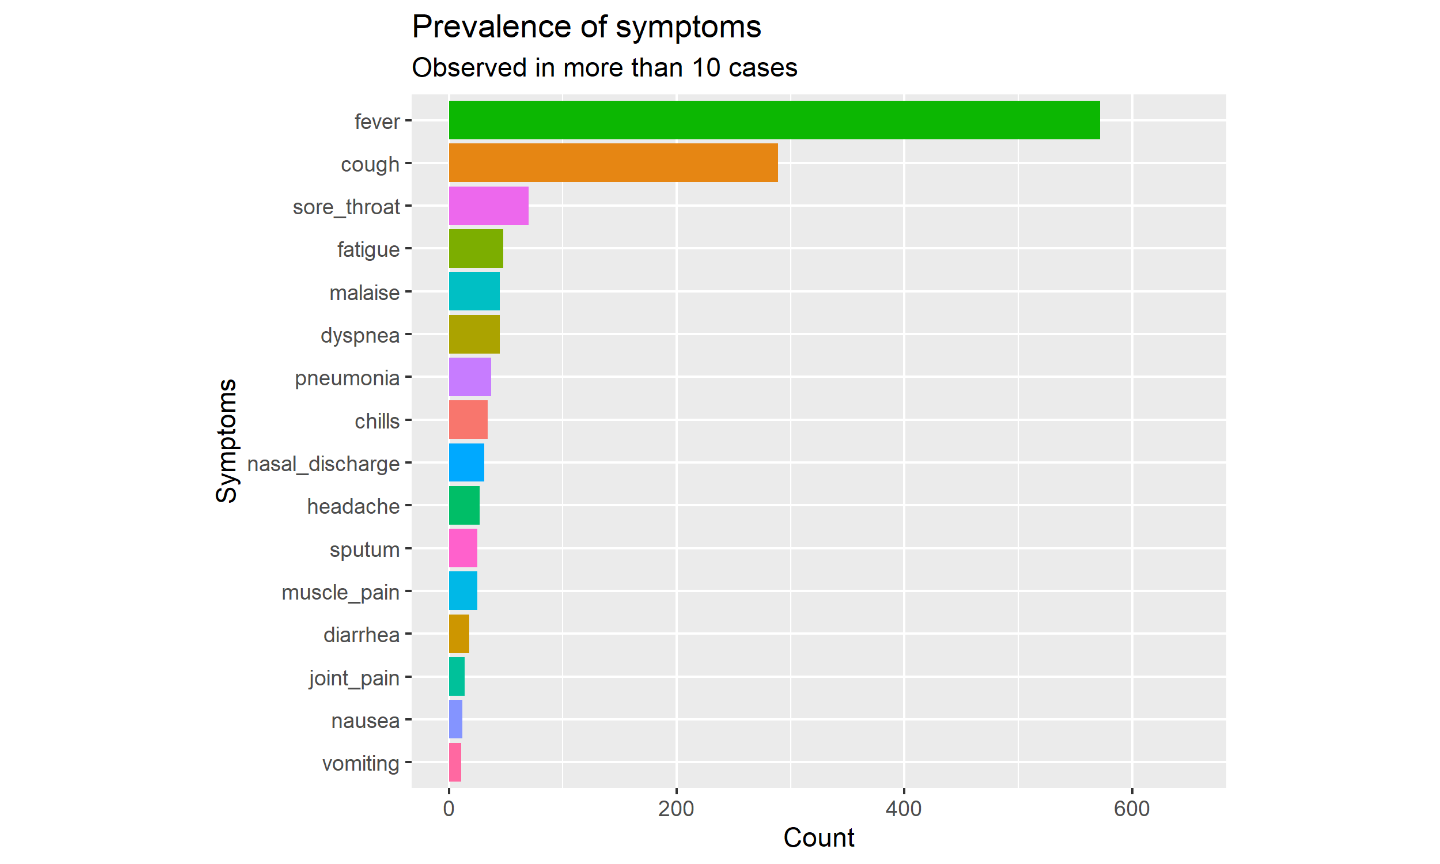 Prevalence of symptoms
Observed in more than 10 cases
fever
cough
sore_throat
fatigue
malaise
dyspnea
pneumonia
chills
nasal_discharge
headache
sputum
muscle_pain
diarrhea
joint_pain
nausea
vomiting
Symptoms
0 200 400 600
Count